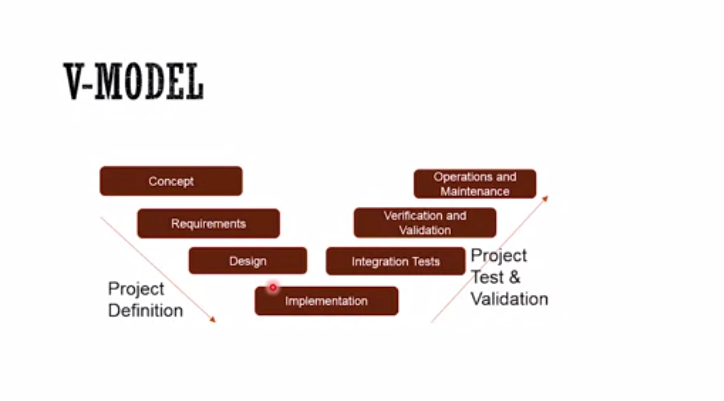 V-MODEL
Concept
Requirements
Design
Implementation
Integration Tests
Verification and
Validation
Operations and
Maintenance
Project
Definition
Project
Test &
Validation